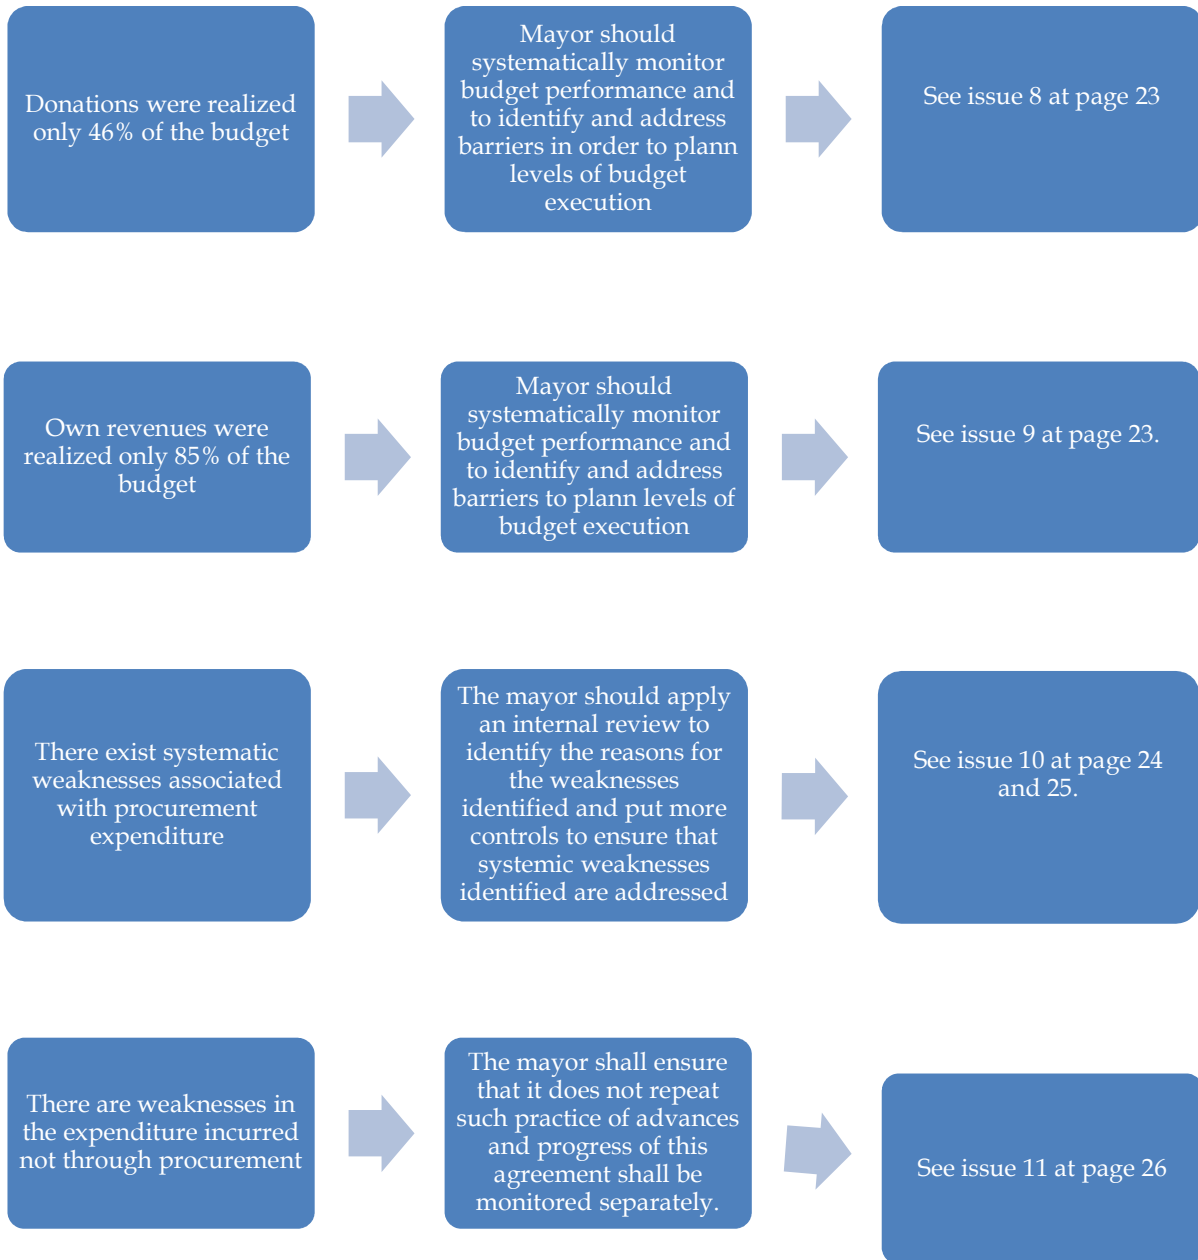 Donations were realized
only 46% of the budget
Mayor should
systematically monitor
budget performance and
to identify and address
barriers in order to plann
levels of budget
execution
See issue 8 at page 23
Own revenues were
realized only 85% of the
budget
Mayor should
systematically monitor
budget performance and
to identify and address
barriers to plann levels of
budget execution
See issue 9 at page 23.
There exist systematic
weaknesses associated
with procurement
expenditure
The mayor should apply
an internal review to
identify the reasons for
the weaknesses
identified and put more
controls to ensure that
systemic weaknesses
identified are addressed
See issue 10 at page 24
and 25.
There are weaknesses in
the expenditure incurred
not through procurement
The mayor shall ensure
that it does not repeat
such practice of advances
and progress of this
agreement shall be
monitored separately.
See issue 11 at page 26